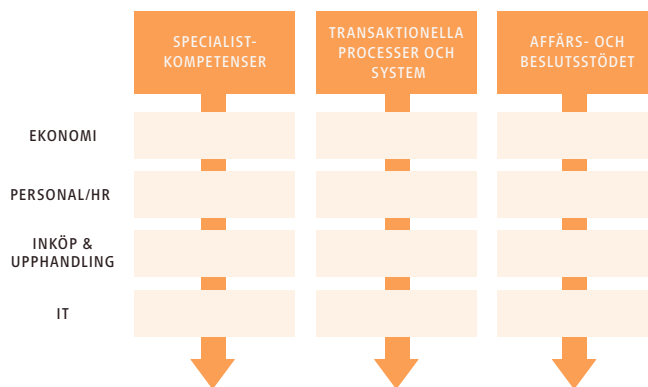 SPECIALIST-
KOMPETENSER
TRANSAKTIONELLA
PROCESSER OCH
SYSTEM
AFFÄRS- OCH
BESLUTSSTÖDET
EKONOMI
PERSONAL/HR
INKÖP &
UPPHANDLING
IT